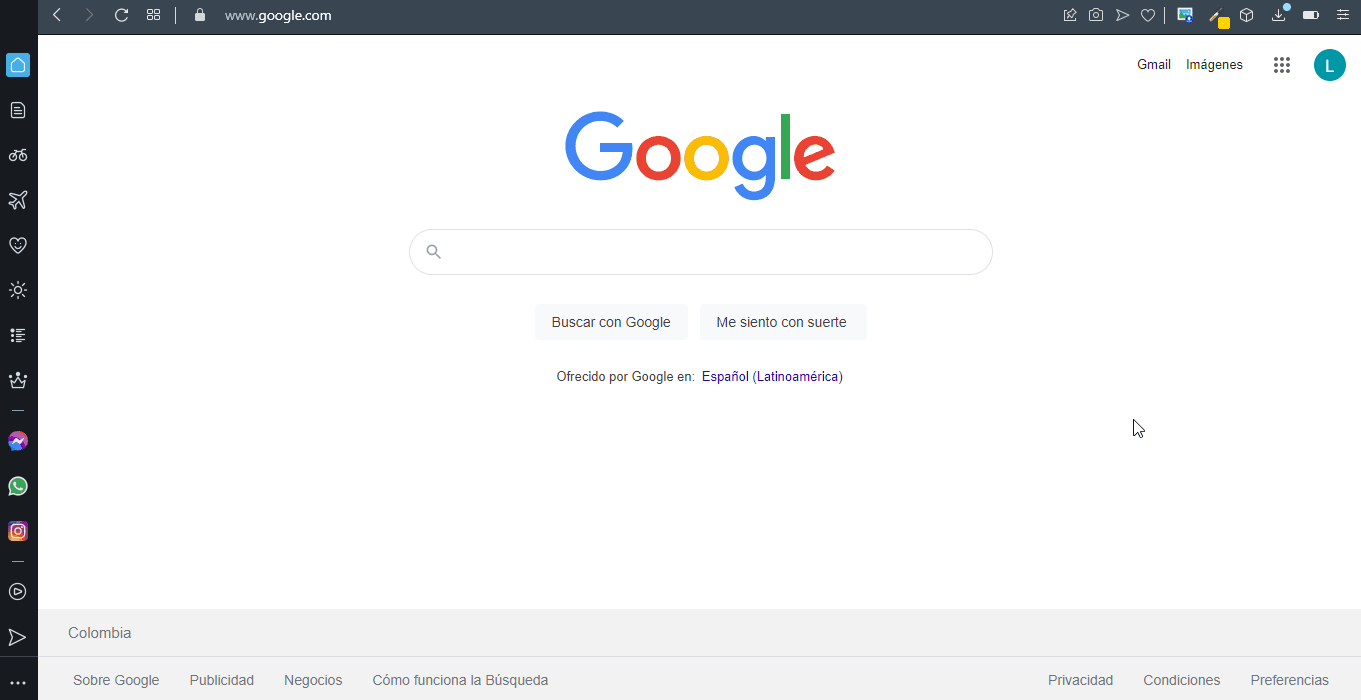 www.google.com
Gmail Imágenes L
Google
Buscar con Google Me siento con suerte
Ofrecido por Google en: Español (Latinoamérica)
Colombia
Sobre Google Publicidad Negocios Cómo funciona la Búsqueda Privacidad Condiciones Preferencias